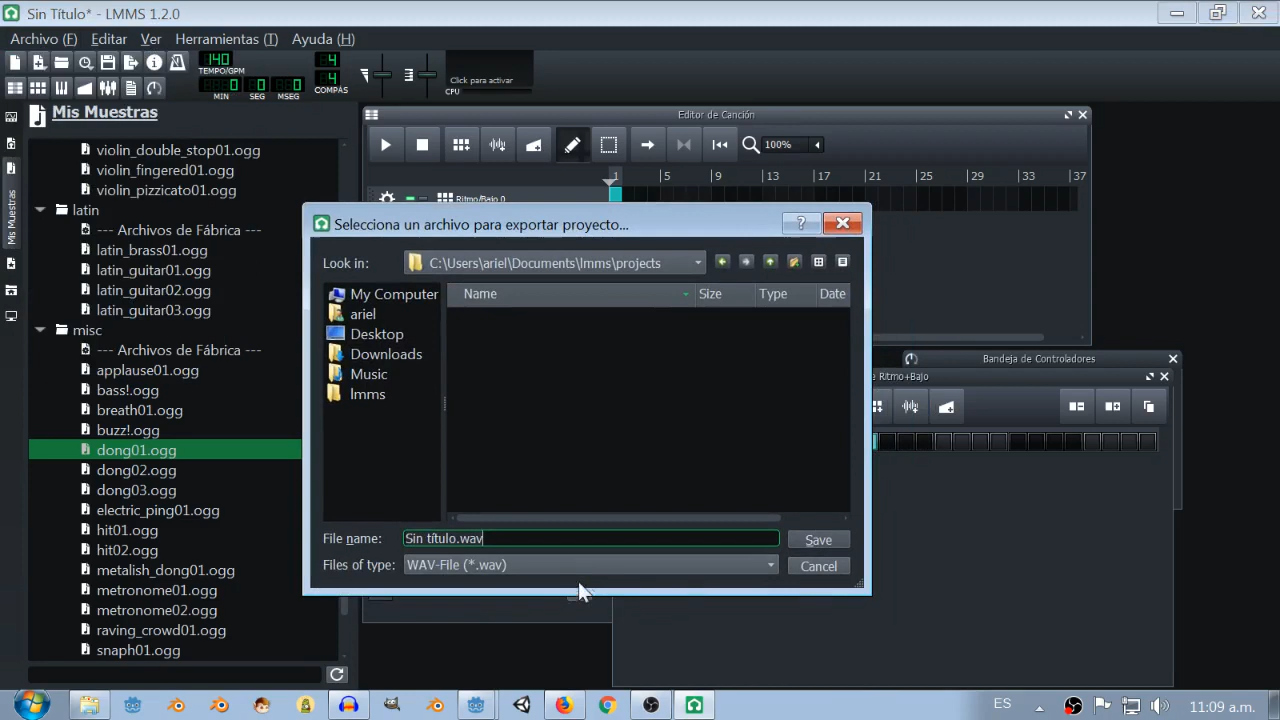 Sin Título* - LMMS 1.2.0
Archivo (F) Editar Ver Herramientas (T) Ayuda (H)
140
TEMPO/GPM
0 0 0
MIN SEG MSEG
4
4
COMPÁS
Click para activar
CPU
Mis Muestras
Mis Muestras
violin_double_stop01.ogg
violin_fingered01.ogg
violin_pizzicato01.ogg
latin
--- Archivos de Fábrica ---
latin_brass01.ogg
latin_guitar01.ogg
latin_guitar02.ogg
latin_guitar03.ogg
misc
--- Archivos de Fábrica ---
applause01.ogg
bass!.ogg
breath01.ogg
buzz!.ogg
dong01.ogg
dong02.ogg
dong03.ogg
electric_ping01.ogg
hit01.ogg
hit02.ogg
metalish_dong01.ogg
metronome01.ogg
metronome02.ogg
raving_crowd01.ogg
snaph01.ogg
Editor de Canción
100%
1 5 9 13 17 21 25 29 33 37
Ritmo/Bajo 0
Selecciona un archivo para exportar proyecto...
?
Look in: C:\Users\ariel\Documents\lmms\projects
My Computer
ariel
Desktop
Downloads
Music
lmms
Name Size Type Date
File name: Sin título.wav Save
Files of type: WAV-File (*.wav) Cancel
Bandeja de Controladores
Ritmo+Bajo
ES 11:09 a.m.